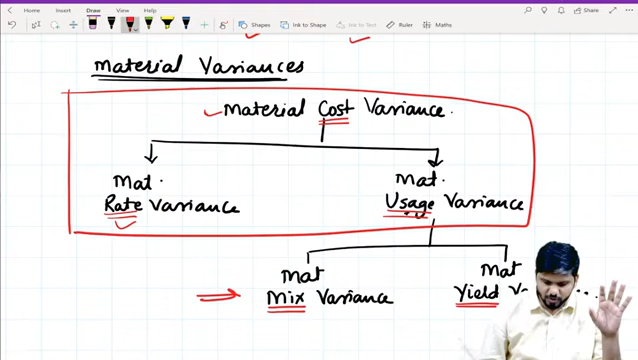 File Home Insert Draw View Help
Shapes Ink to Shape Ink to Text Ruler Maths
Material Variances
Material Cost Variance.
Mat. Mat.
Rate Variance Usage Variance
Mat Mat
Mix Variance Yield